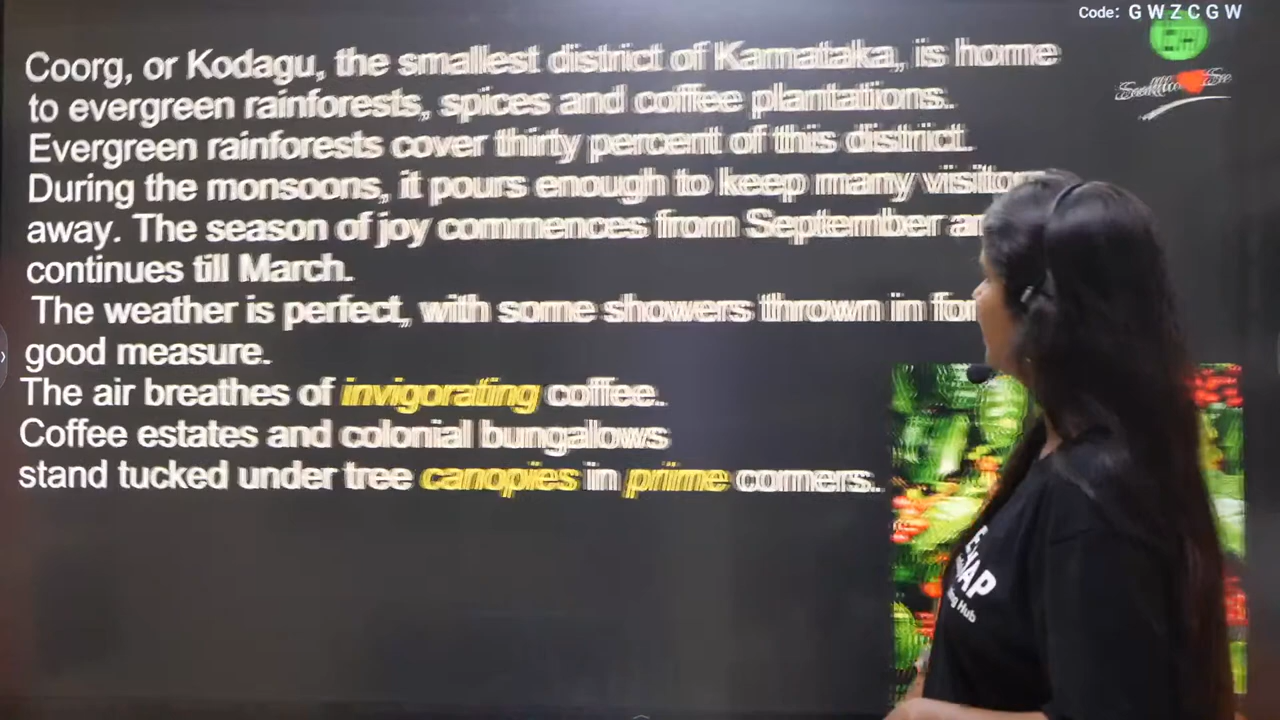 Code: G W Z C G W
Coorg, or Kodagu, the smallest district of Karnataka, is home
to evergreen rainforests, spices and coffee plantations.
Evergreen rainforests cover thirty percent of this district.
During the monsoons, it pours enough to keep many
away. The season of joy commences from September
continues till March.
The weather is perfect, with some showers thrown in for
good measure.
The air breathes of invigorating coffee.
Coffee estates and colonial bungalows
stand tucked under tree canopies in prime corners.
Hub